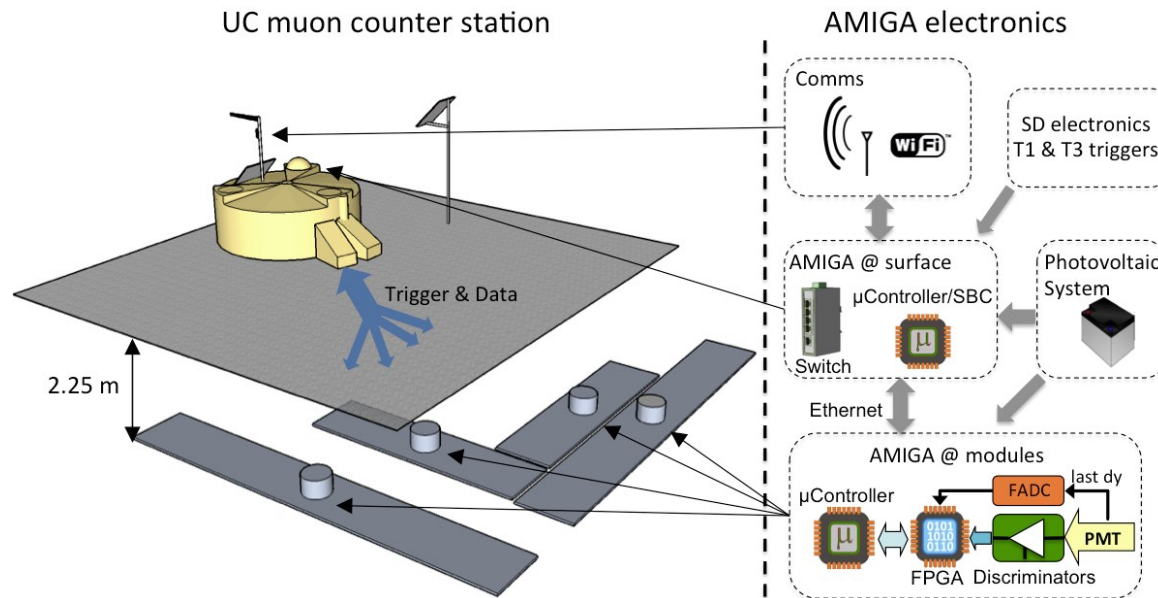 UC muon counter station
AMIGA electronics
Comms
WiFi™
SD electronics
T1 & T3 triggers
Trigger & Data
2.25 m
AMIGA @ surface
µController/SBC
µ
Switch
Photovoltaic
System
Ethernet
AMIGA @ modules
µController
µ
0101
1010
0110
FPGA
FADC
last dy
PMT
Discriminators